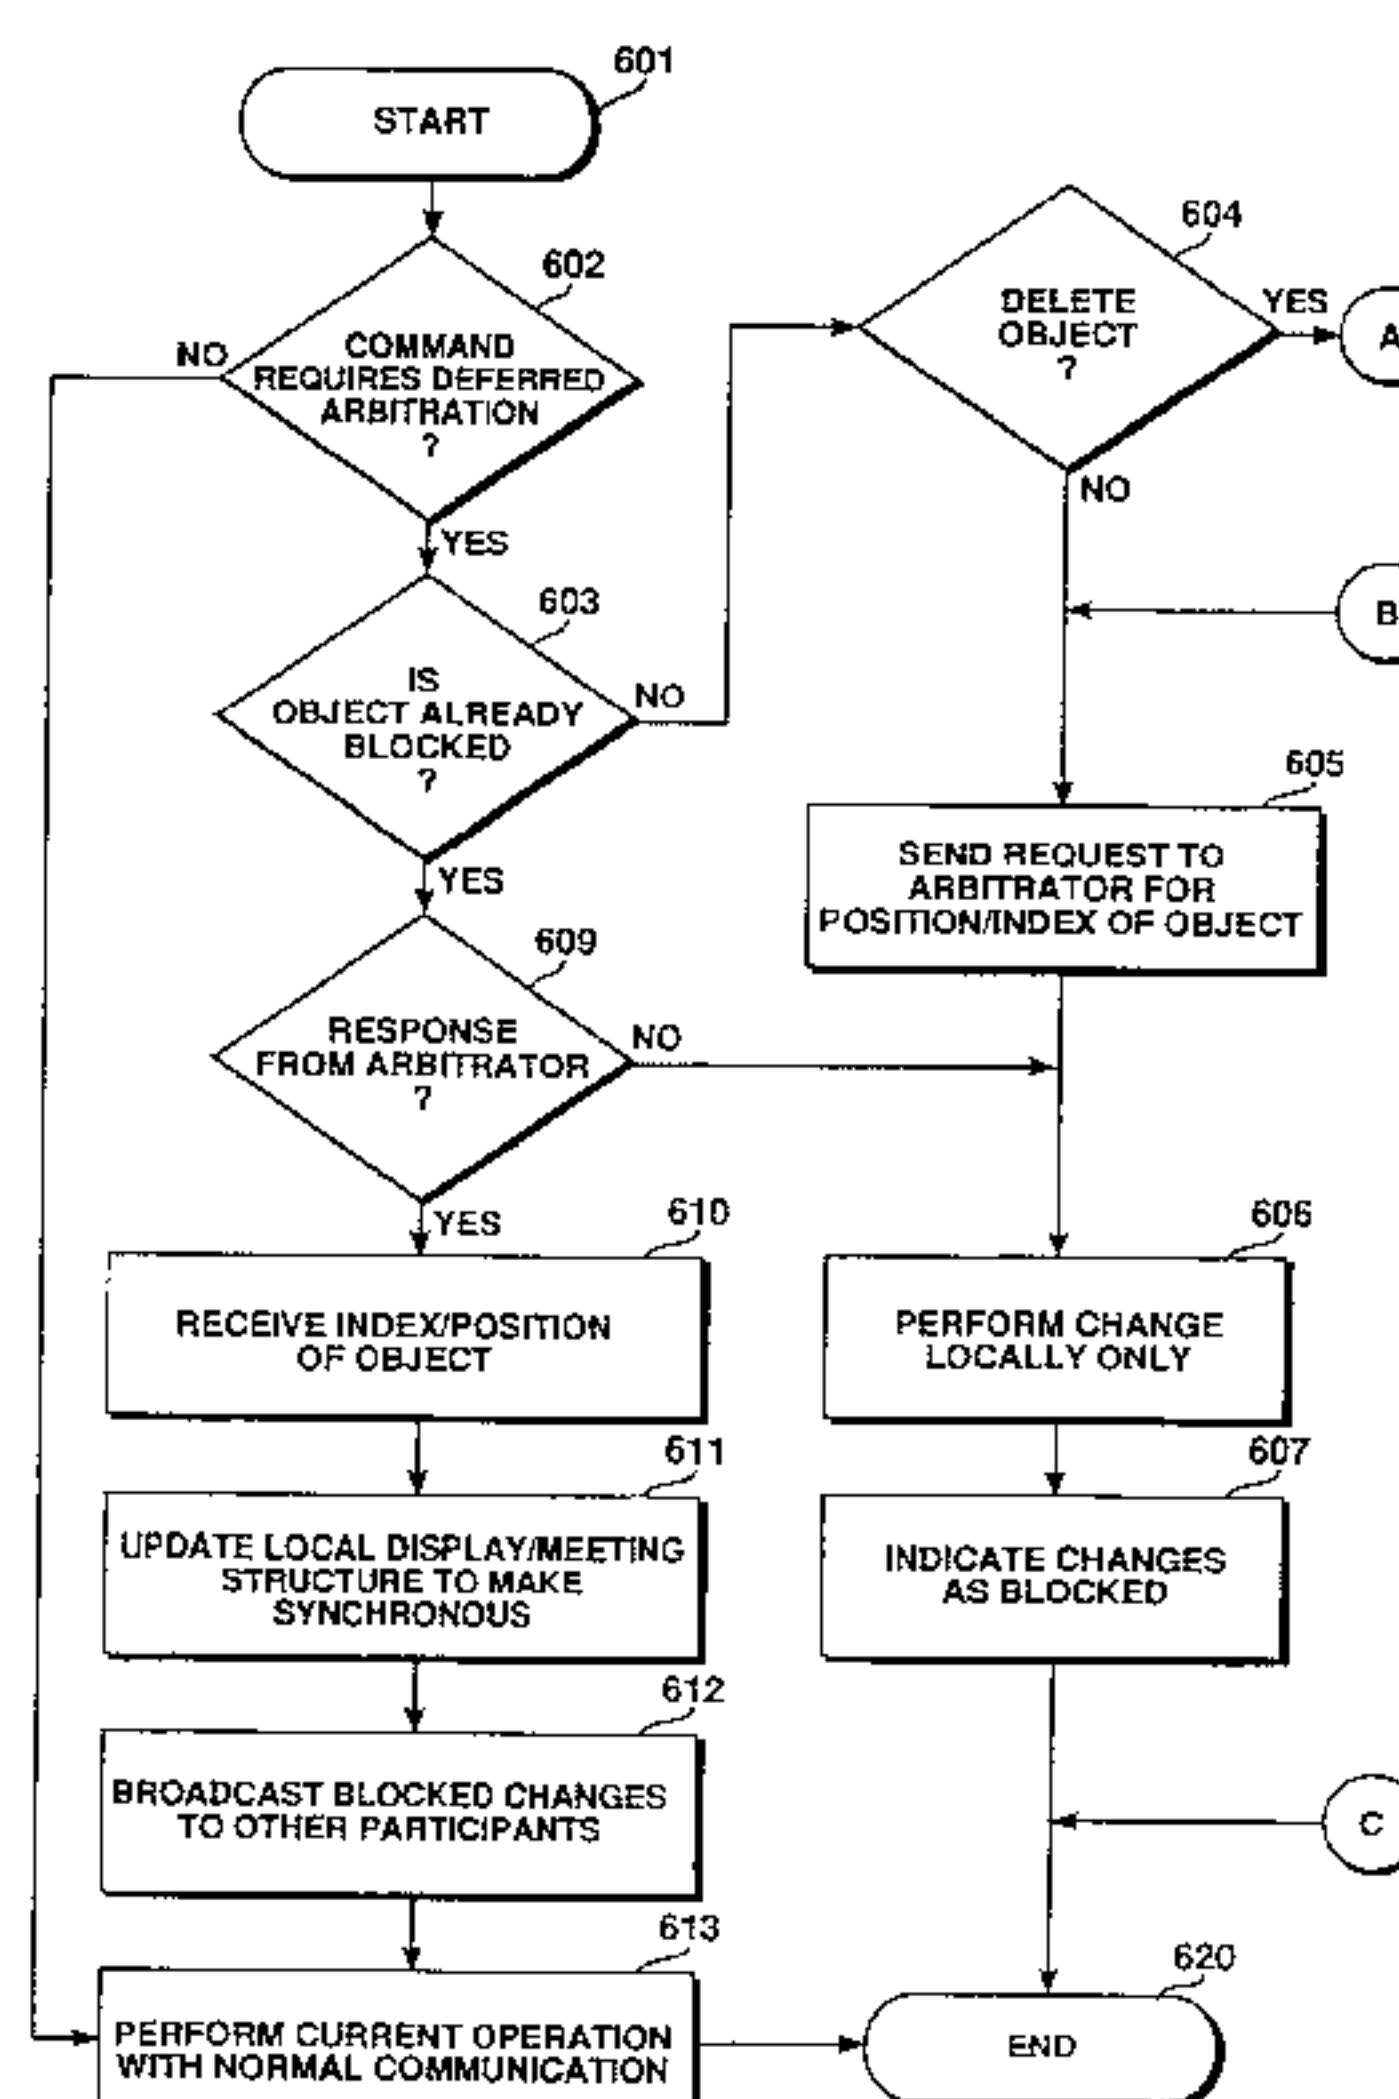 601
START
602
NO
COMMAND
REQUIRES DEFERRED
ARBITRATION
?
YES
603
IS
OBJECT ALREADY
BLOCKED
?
NO
YES
609
RESPONSE
FROM ARBITRATOR
?
NO
YES
610
RECEIVE INDEX/POSITION
OF OBJECT
611
UPDATE LOCAL DISPLAY/MEETING
STRUCTURE TO MAKE
SYNCHRONOUS
612
BROADCAST BLOCKED CHANGES
TO OTHER PARTICIPANTS
613
PERFORM CURRENT OPERATION
WITH NORMAL COMMUNICATION
604
DELETE
OBJECT
?
YES
A
NO
B
605
SEND REQUEST TO
ARBITRATOR FOR
POSITION/INDEX OF OBJECT
606
PERFORM CHANGE
LOCALLY ONLY
607
INDICATE CHANGES
AS BLOCKED
C
620
END